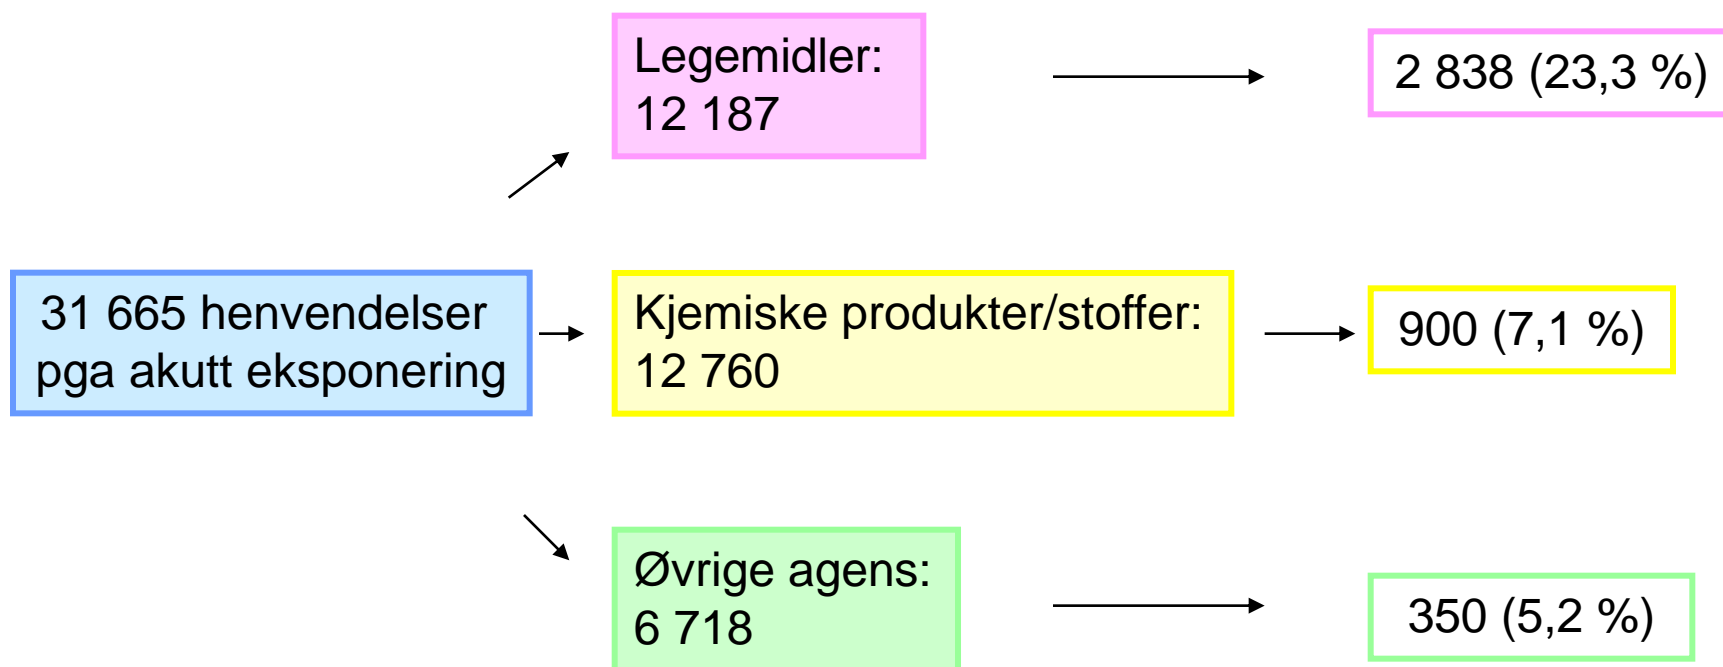 Legemidler:
12 187
2 838 (23,3 %)
31 665 henvendelser
pga akutt eksponering
Kjemiske produkter/stoffer:
12 760
900 (7,1 %)
Øvrige agens:
6 718
350 (5,2 %)